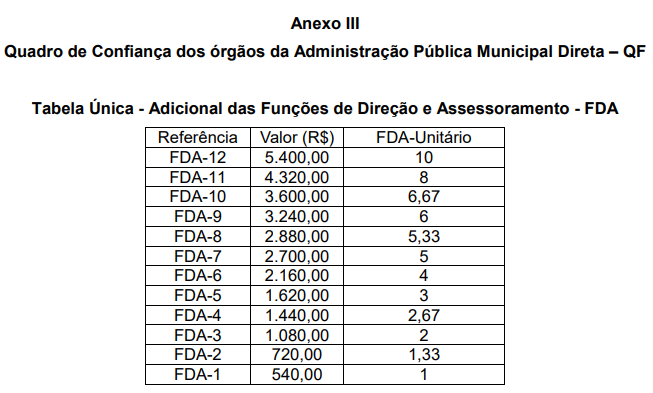 Anexo III
Quadro de Confiança dos órgãos da Administração Pública Municipal Direta – QF
Tabela Única - Adicional das Funções de Direção e Assessoramento - FDA
Referência Valor (R$) FDA-Unitário
FDA-12 5.400,00 10
FDA-11 4.320,00 8
FDA-10 3.600,00 6,67
FDA-9 3.240,00 6
FDA-8 2.880,00 5,33
FDA-7 2.700,00 5
FDA-6 2.160,00 4
FDA-5 1.620,00 3
FDA-4 1.440,00 2,67
FDA-3 1.080,00 2
FDA-2 720,00 1,33
FDA-1 540,00 1